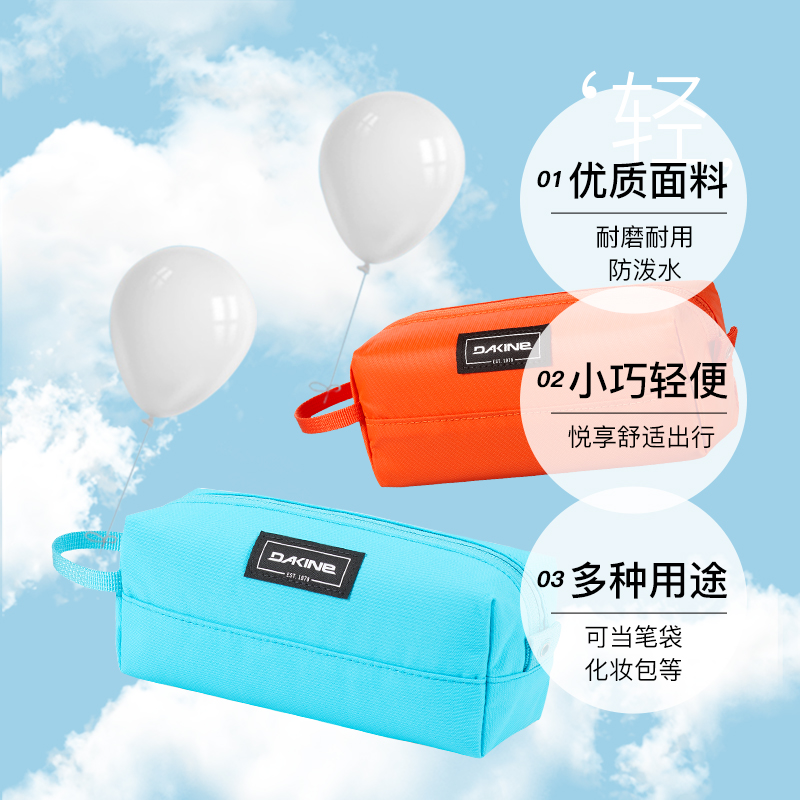 ‘轻’
01 优质面料
耐磨耐用
防泼水
DAKINE
EST. 1979
02 小巧轻便
悦享舒适出行
DAKINE
EST. 1979
03 多种用途
可当笔袋
化妆包等